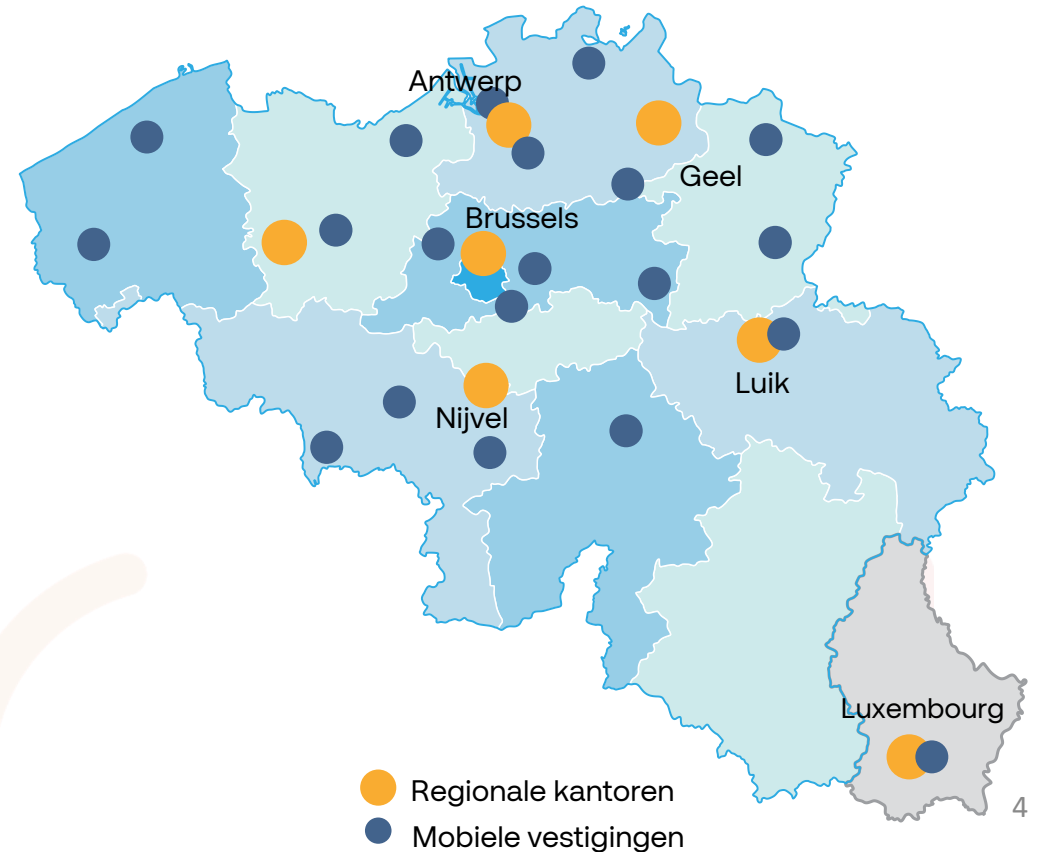 Antwerp
Geel
Brussels
Luik
Nijvel
Luxembourg
Regionale kantoren
Mobiele vestigingen
4